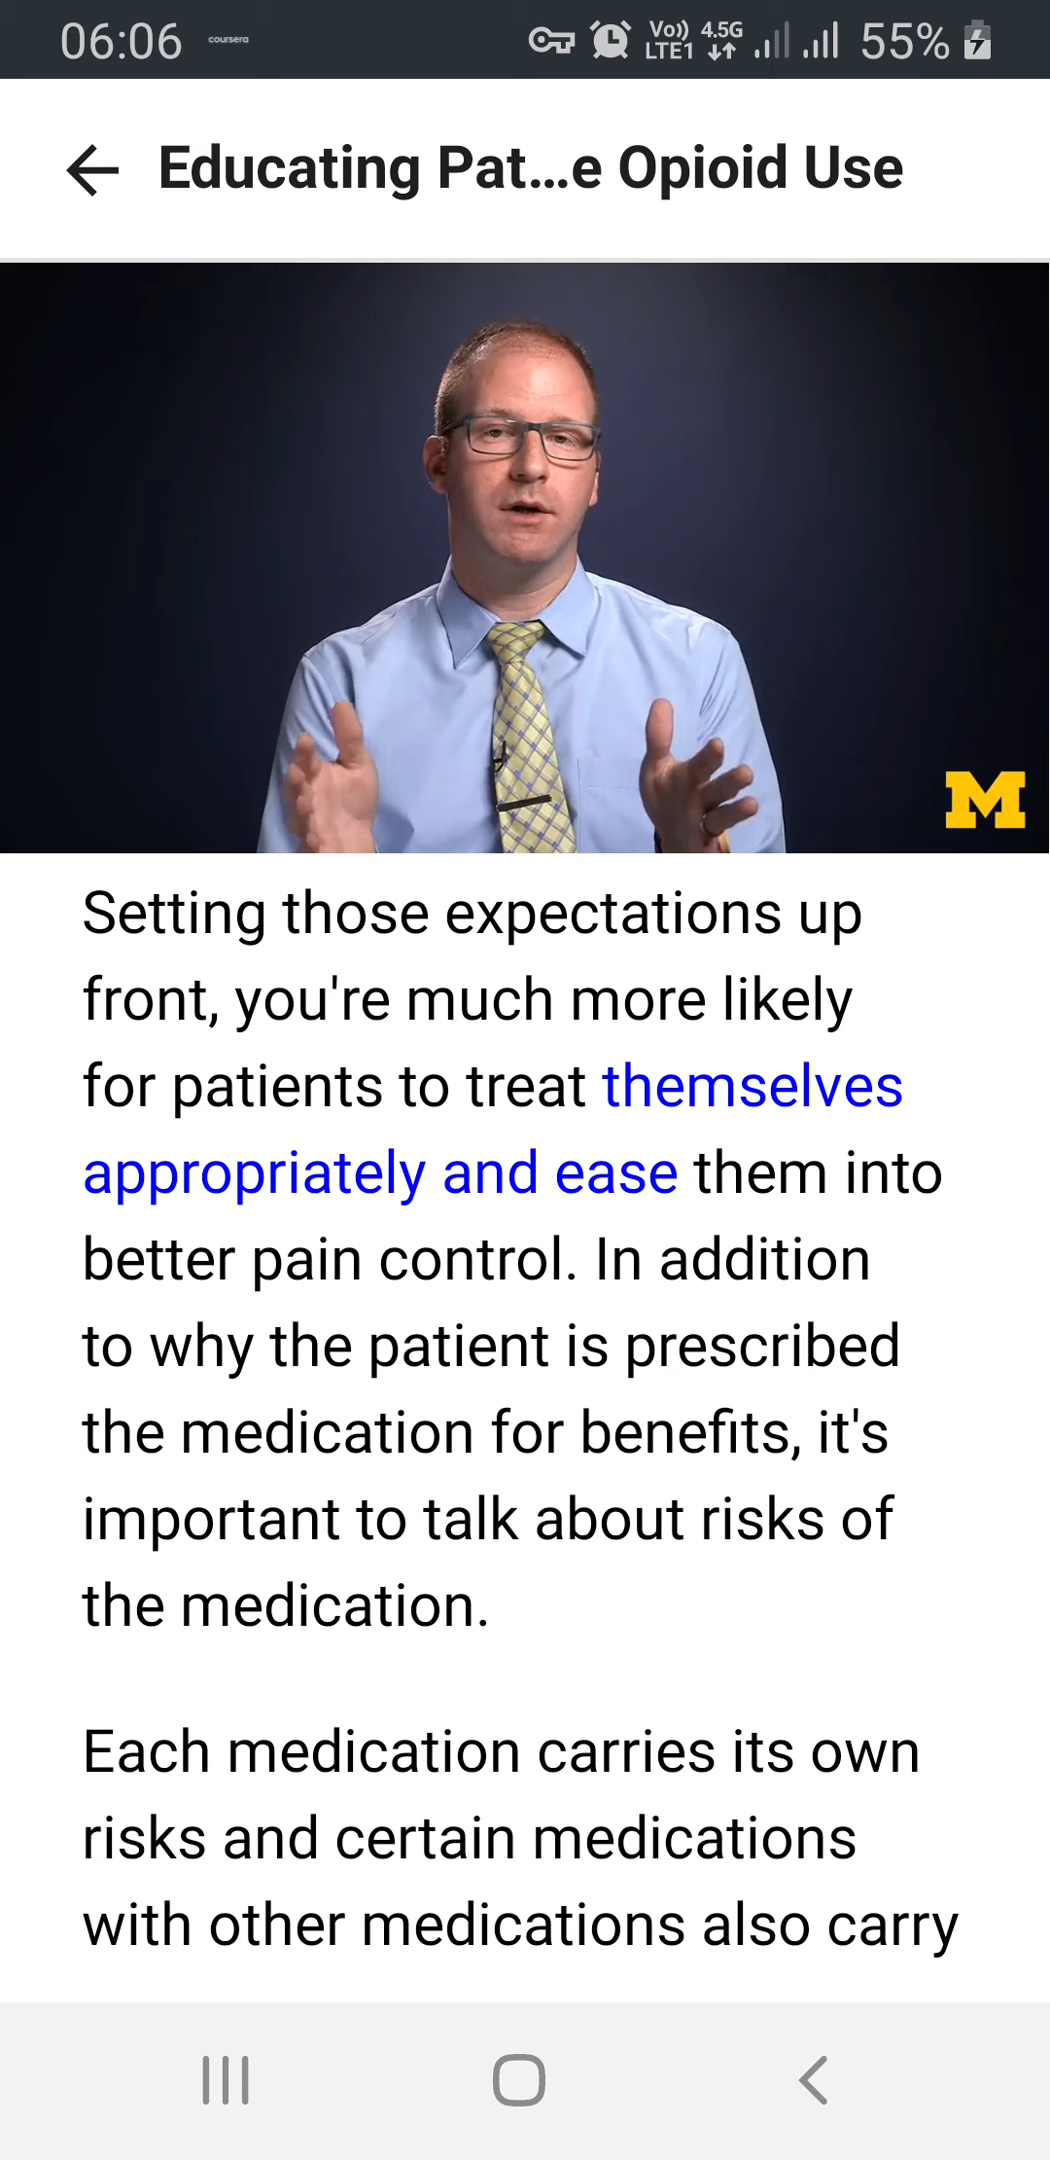 06:06 coursera Vo)) LTE1 4.5G 55%
Educating Pat...e Opioid Use
M
Setting those expectations up
front, you're much more likely
for patients to treat themselves
appropriately and ease them into
better pain control. In addition
to why the patient is prescribed
the medication for benefits, it's
important to talk about risks of
the medication.
Each medication carries its own
risks and certain medications
with other medications also carry